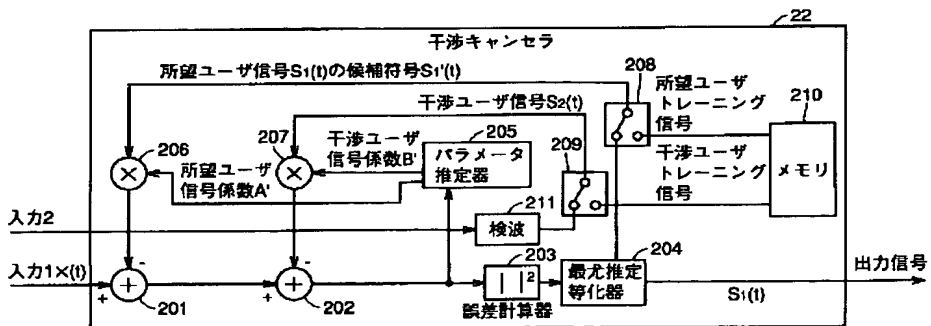 22
干渉キャンセラ
所望ユーザ信号S1(t)の候補符号S1'(t)
208
所望ユーザ
トレーニング
信号
210
干渉ユーザ信号S2(t)
206
207
干渉ユーザ
信号係数B'
205
パラメータ
推定器
209
干渉ユーザ
トレーニング
信号
メモリ
所望ユーザ
信号係数A'
211
検波
入力2
203
| |2
誤差計算器
204
最尤推定
等化器
入力1×(t)
+
-
+
201
+
-
+
202
S1(t)
出力信号